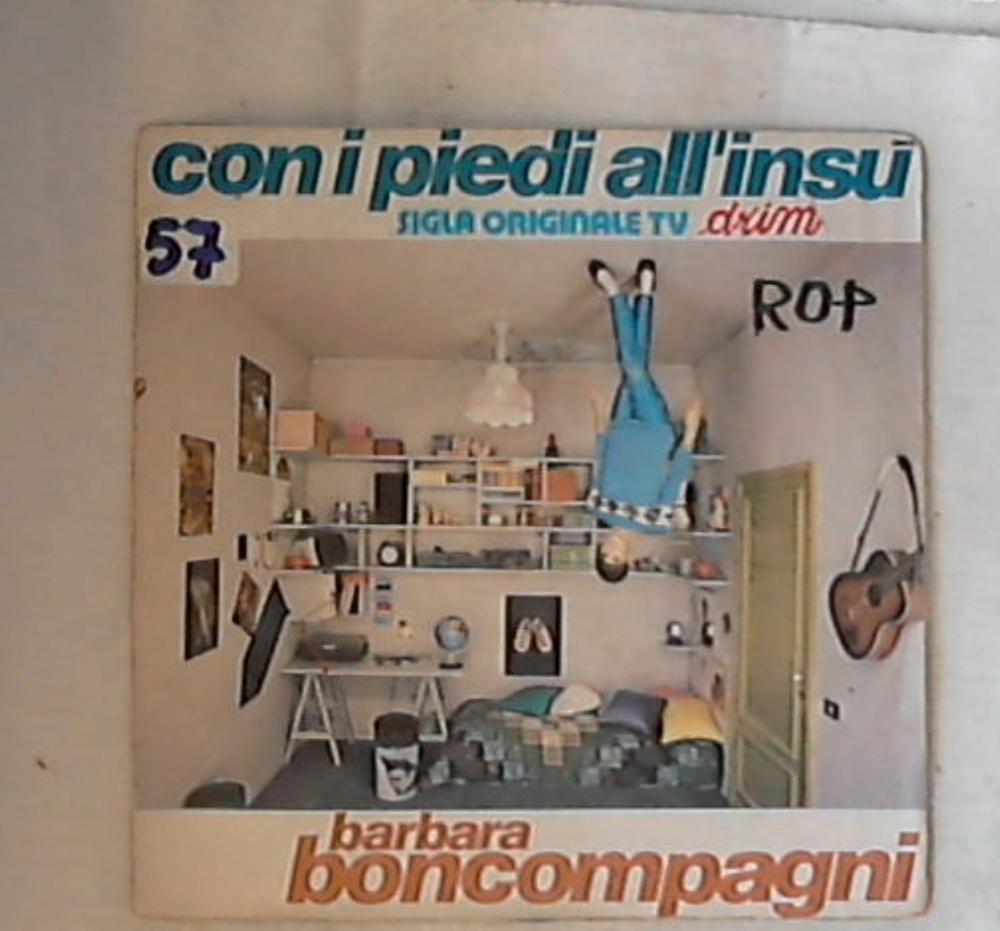 con i piedi all'insù
SIGLA ORIGINALE TV drim
57
ROP
barbara
boncompagni